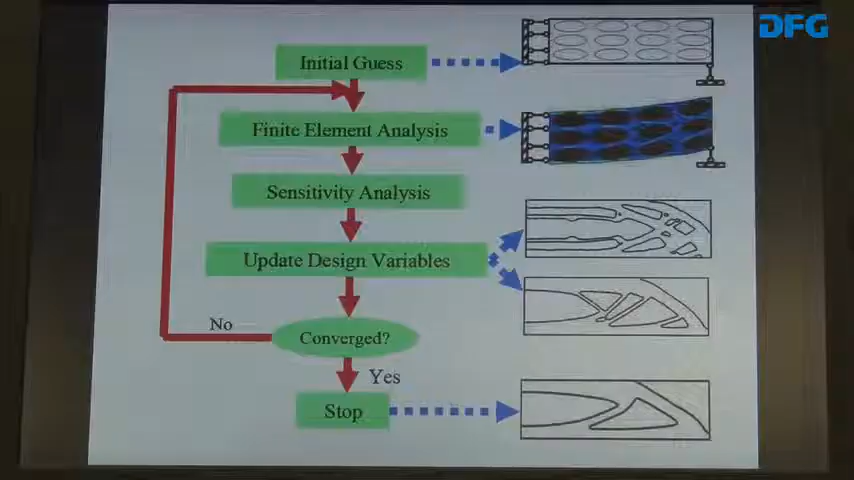 DFG
Initial Guess
Finite Element Analysis
Sensitivity Analysis
Update Design Variables
No
Converged?
Yes
Stop